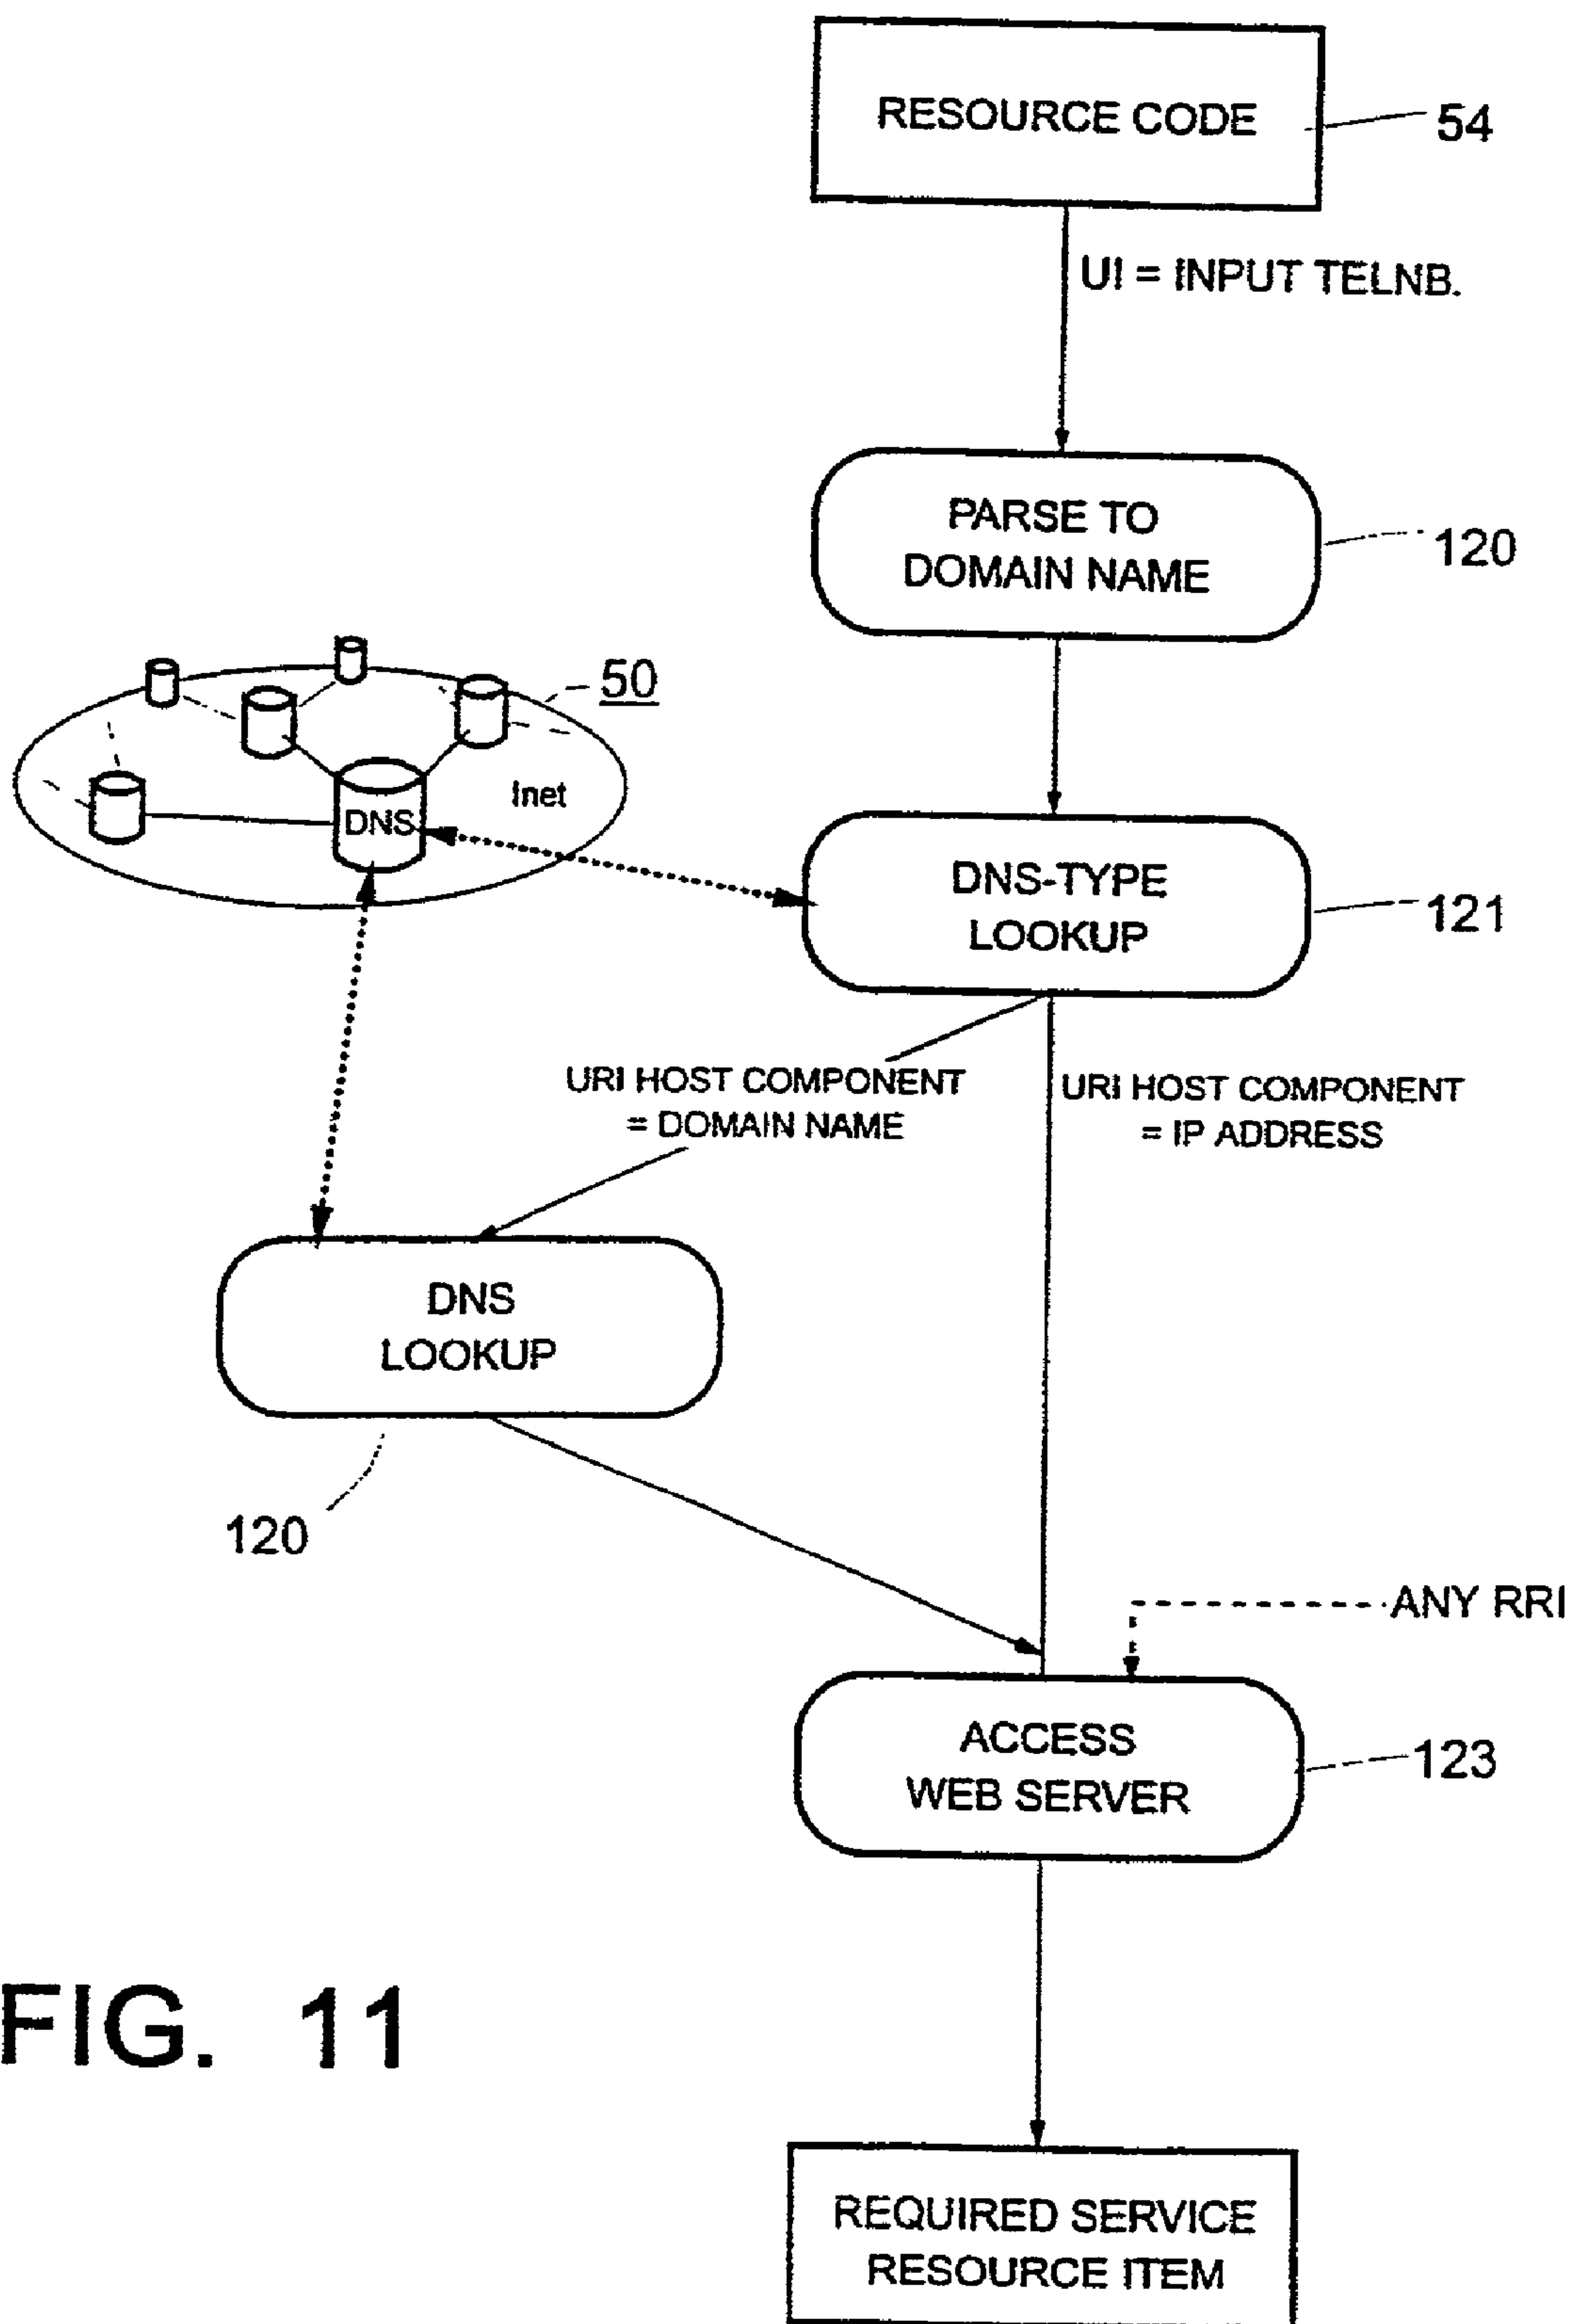 RESOURCE CODE
54
UI = INPUT TELNB.
PARSE TO
DOMAIN NAME
120
50
Inet
DNS
DNS-TYPE
LOOKUP
121
URI HOST COMPONENT
= DOMAIN NAME
URI HOST COMPONENT
= IP ADDRESS
DNS
LOOKUP
120
ANY RRI
ACCESS
WEB SERVER
123
FIG. 11
REQUIRED SERVICE
RESOURCE ITEM